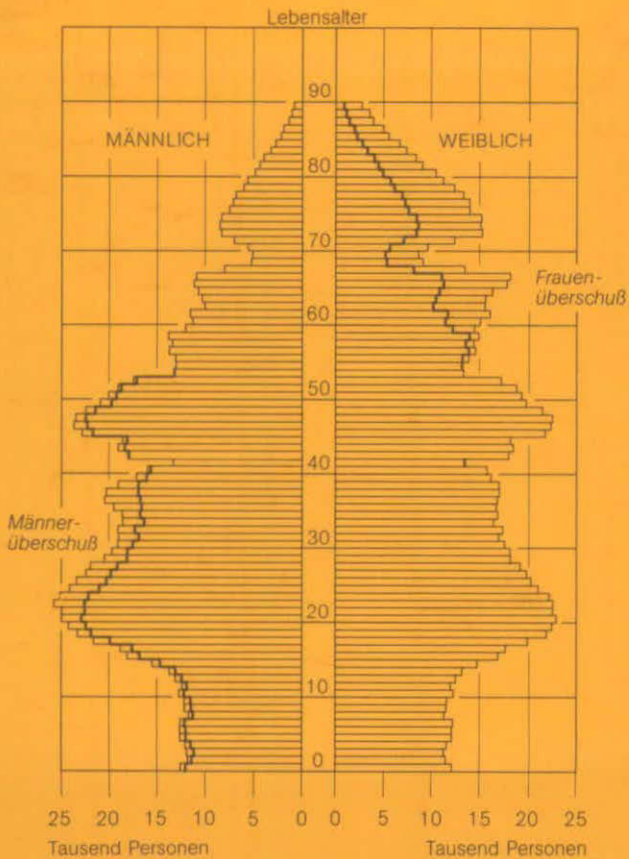 Lebensalter
90
MÄNNLICH WEIBLICH
80
70
Frauen-
überschuß
60
50
40
Männer-
überschuß
30
20
10
0
25 20 15 10 5 0 0 5 10 15 20 25
Tausend Personen Tausend Personen